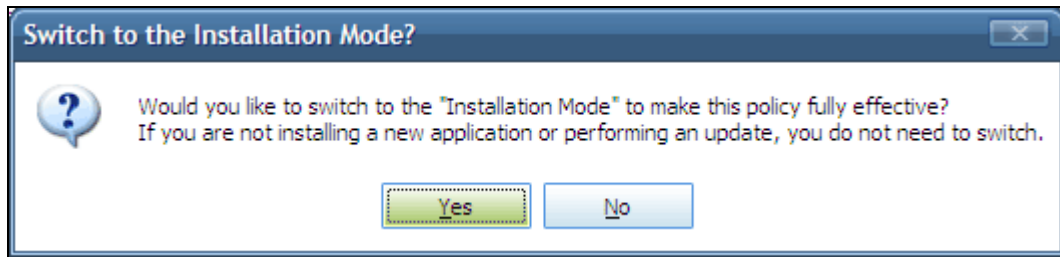 Switch to the Installation Mode?
Would you like to switch to the "Installation Mode" to make this policy fully effective?
If you are not installing a new application or performing an update, you do not need to switch.
Yes
No